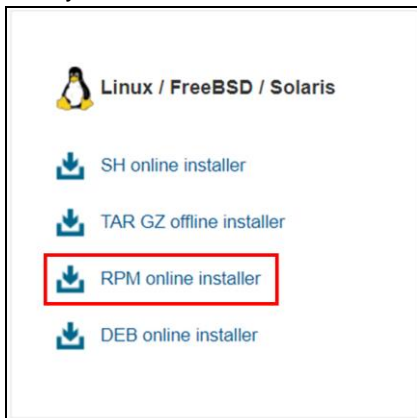 Linux / FreeBSD / Solaris
SH online installer
TAR GZ offline installer
RPM online installer
DEB online installer